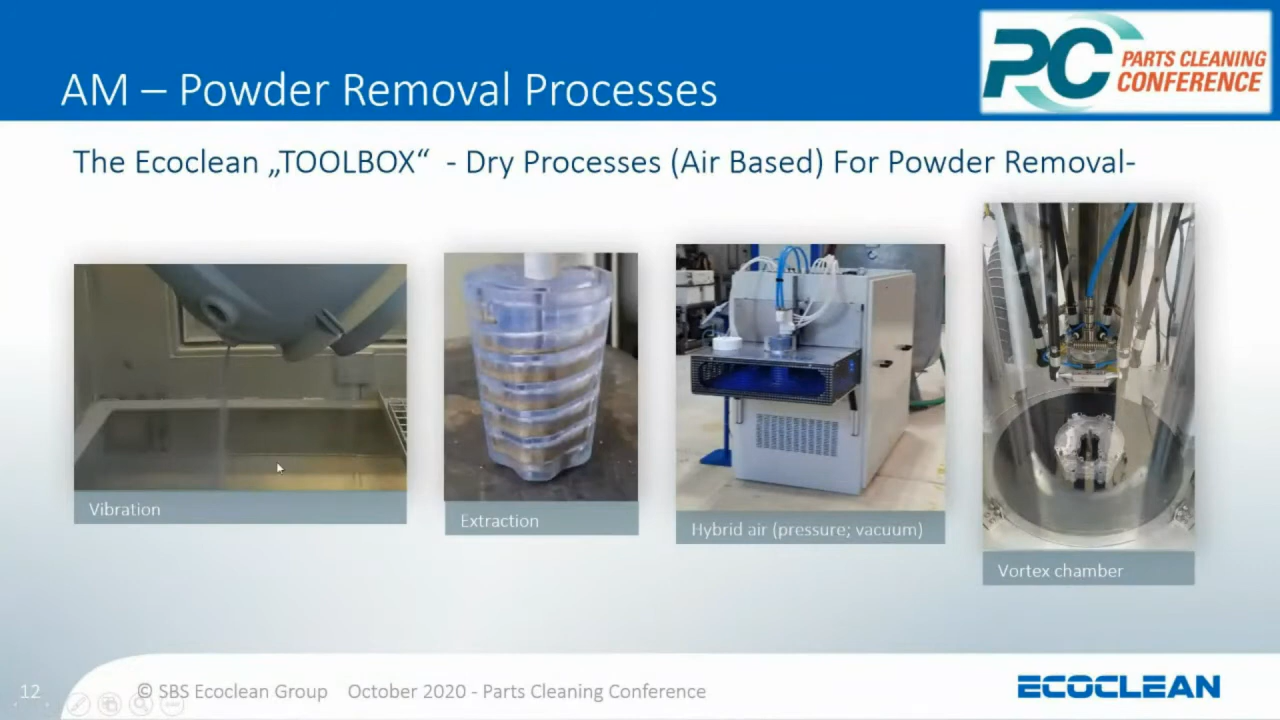 AM – Powder Removal Processes
PC PARTS CLEANING
CONFERENCE
The Ecoclean „TOOLBOX“ - Dry Processes (Air Based) For Powder Removal-
Vibration
Extraction
Hybrid air (pressure; vacuum)
Vortex chamber
12
© SBS Ecoclean Group October 2020 - Parts Cleaning Conference
ECOCLEAN